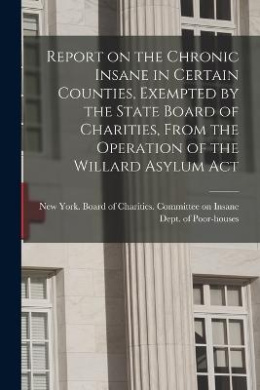 Report on the Chronic
Insane in Certain
Counties, Exempted by
the State Board of
Charities, From the
Operation of the
Willard Asylum Act
New York. Board of Charities. Committee on Insane
Dept. of Poor-houses